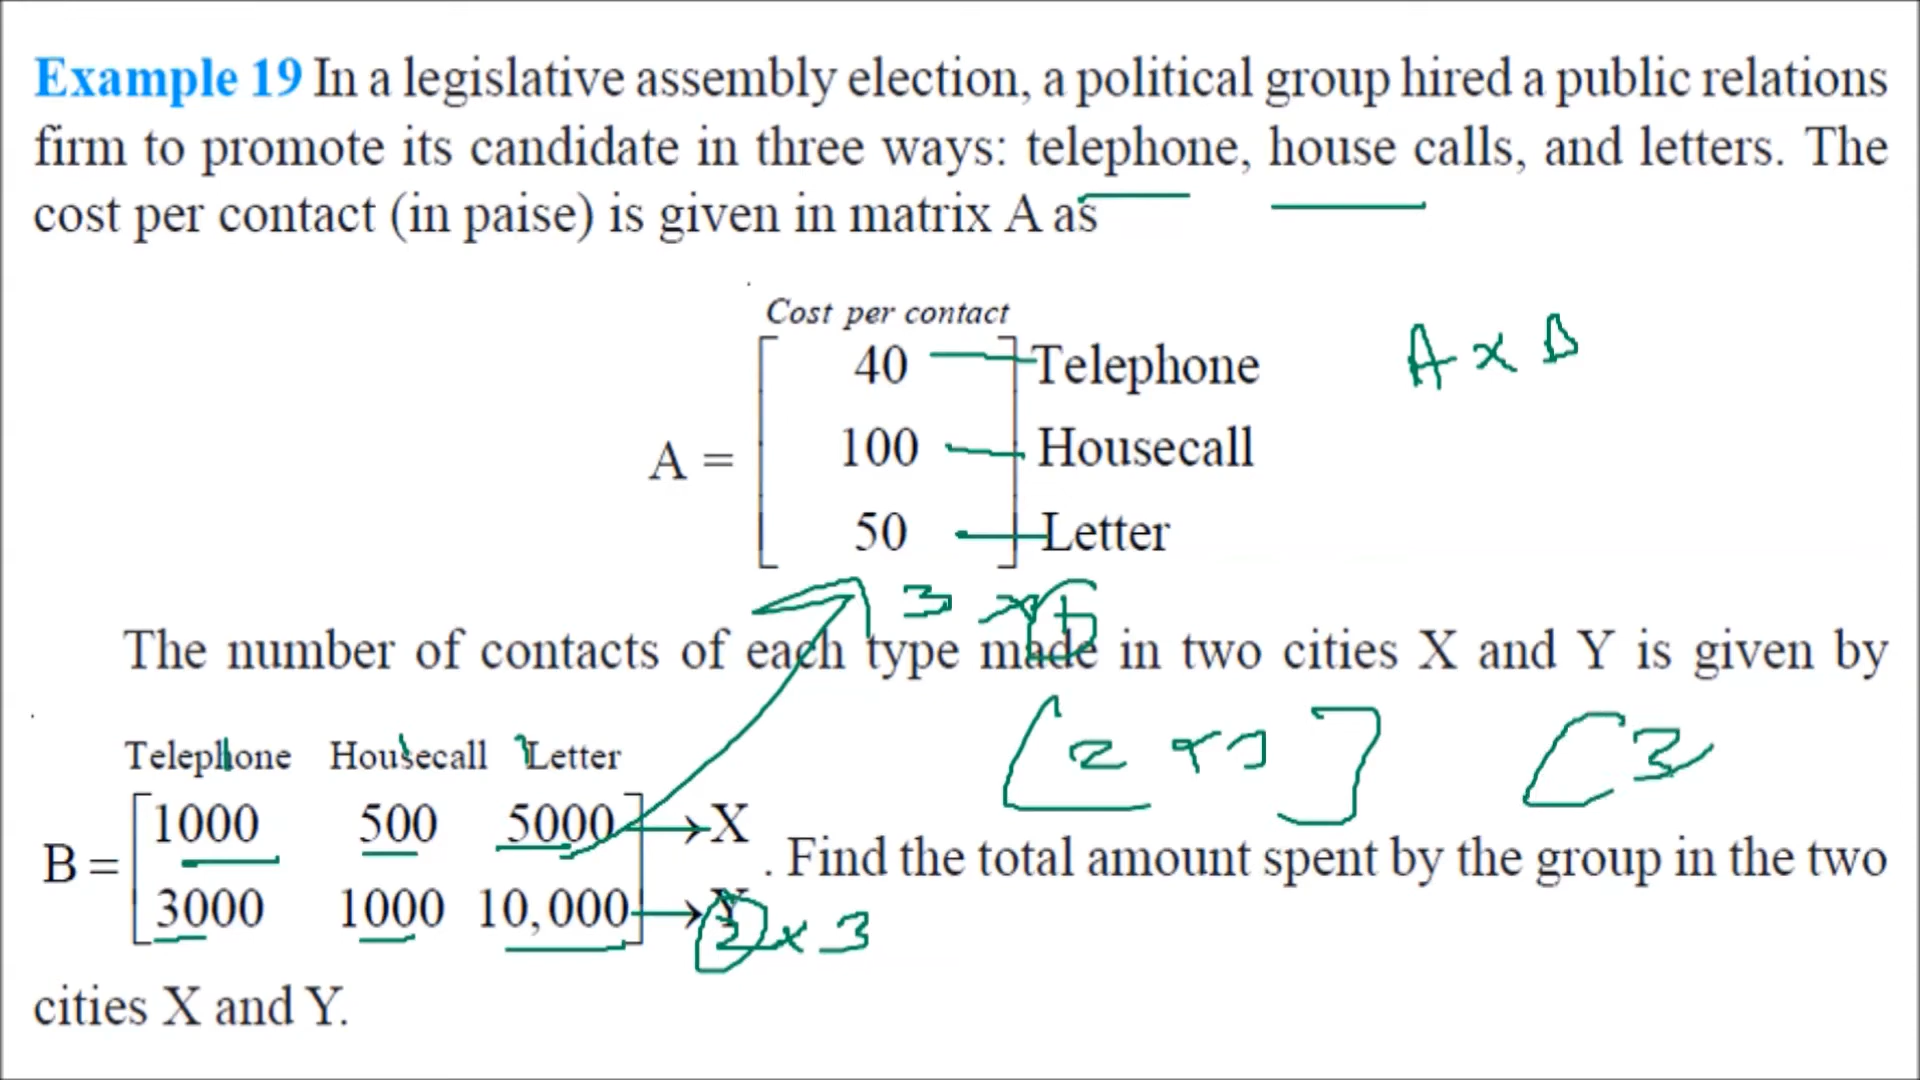 Example 19 In a legislative assembly election, a political group hired a public relations
firm to promote its candidate in three ways: telephone, house calls, and letters. The
cost per contact (in paise) is given in matrix A as
Cost per contact
40 Telephone
A × B
A = 100 Housecall
50 Letter
3 × 1
The number of contacts of each type made in two cities X and Y is given by
Telephone Housecall Letter
[2 × 3] [3
1000 500 5000 → X
B = . Find the total amount spent by the group in the two
3000 1000 10,000 → Y
2 × 3
cities X and Y.